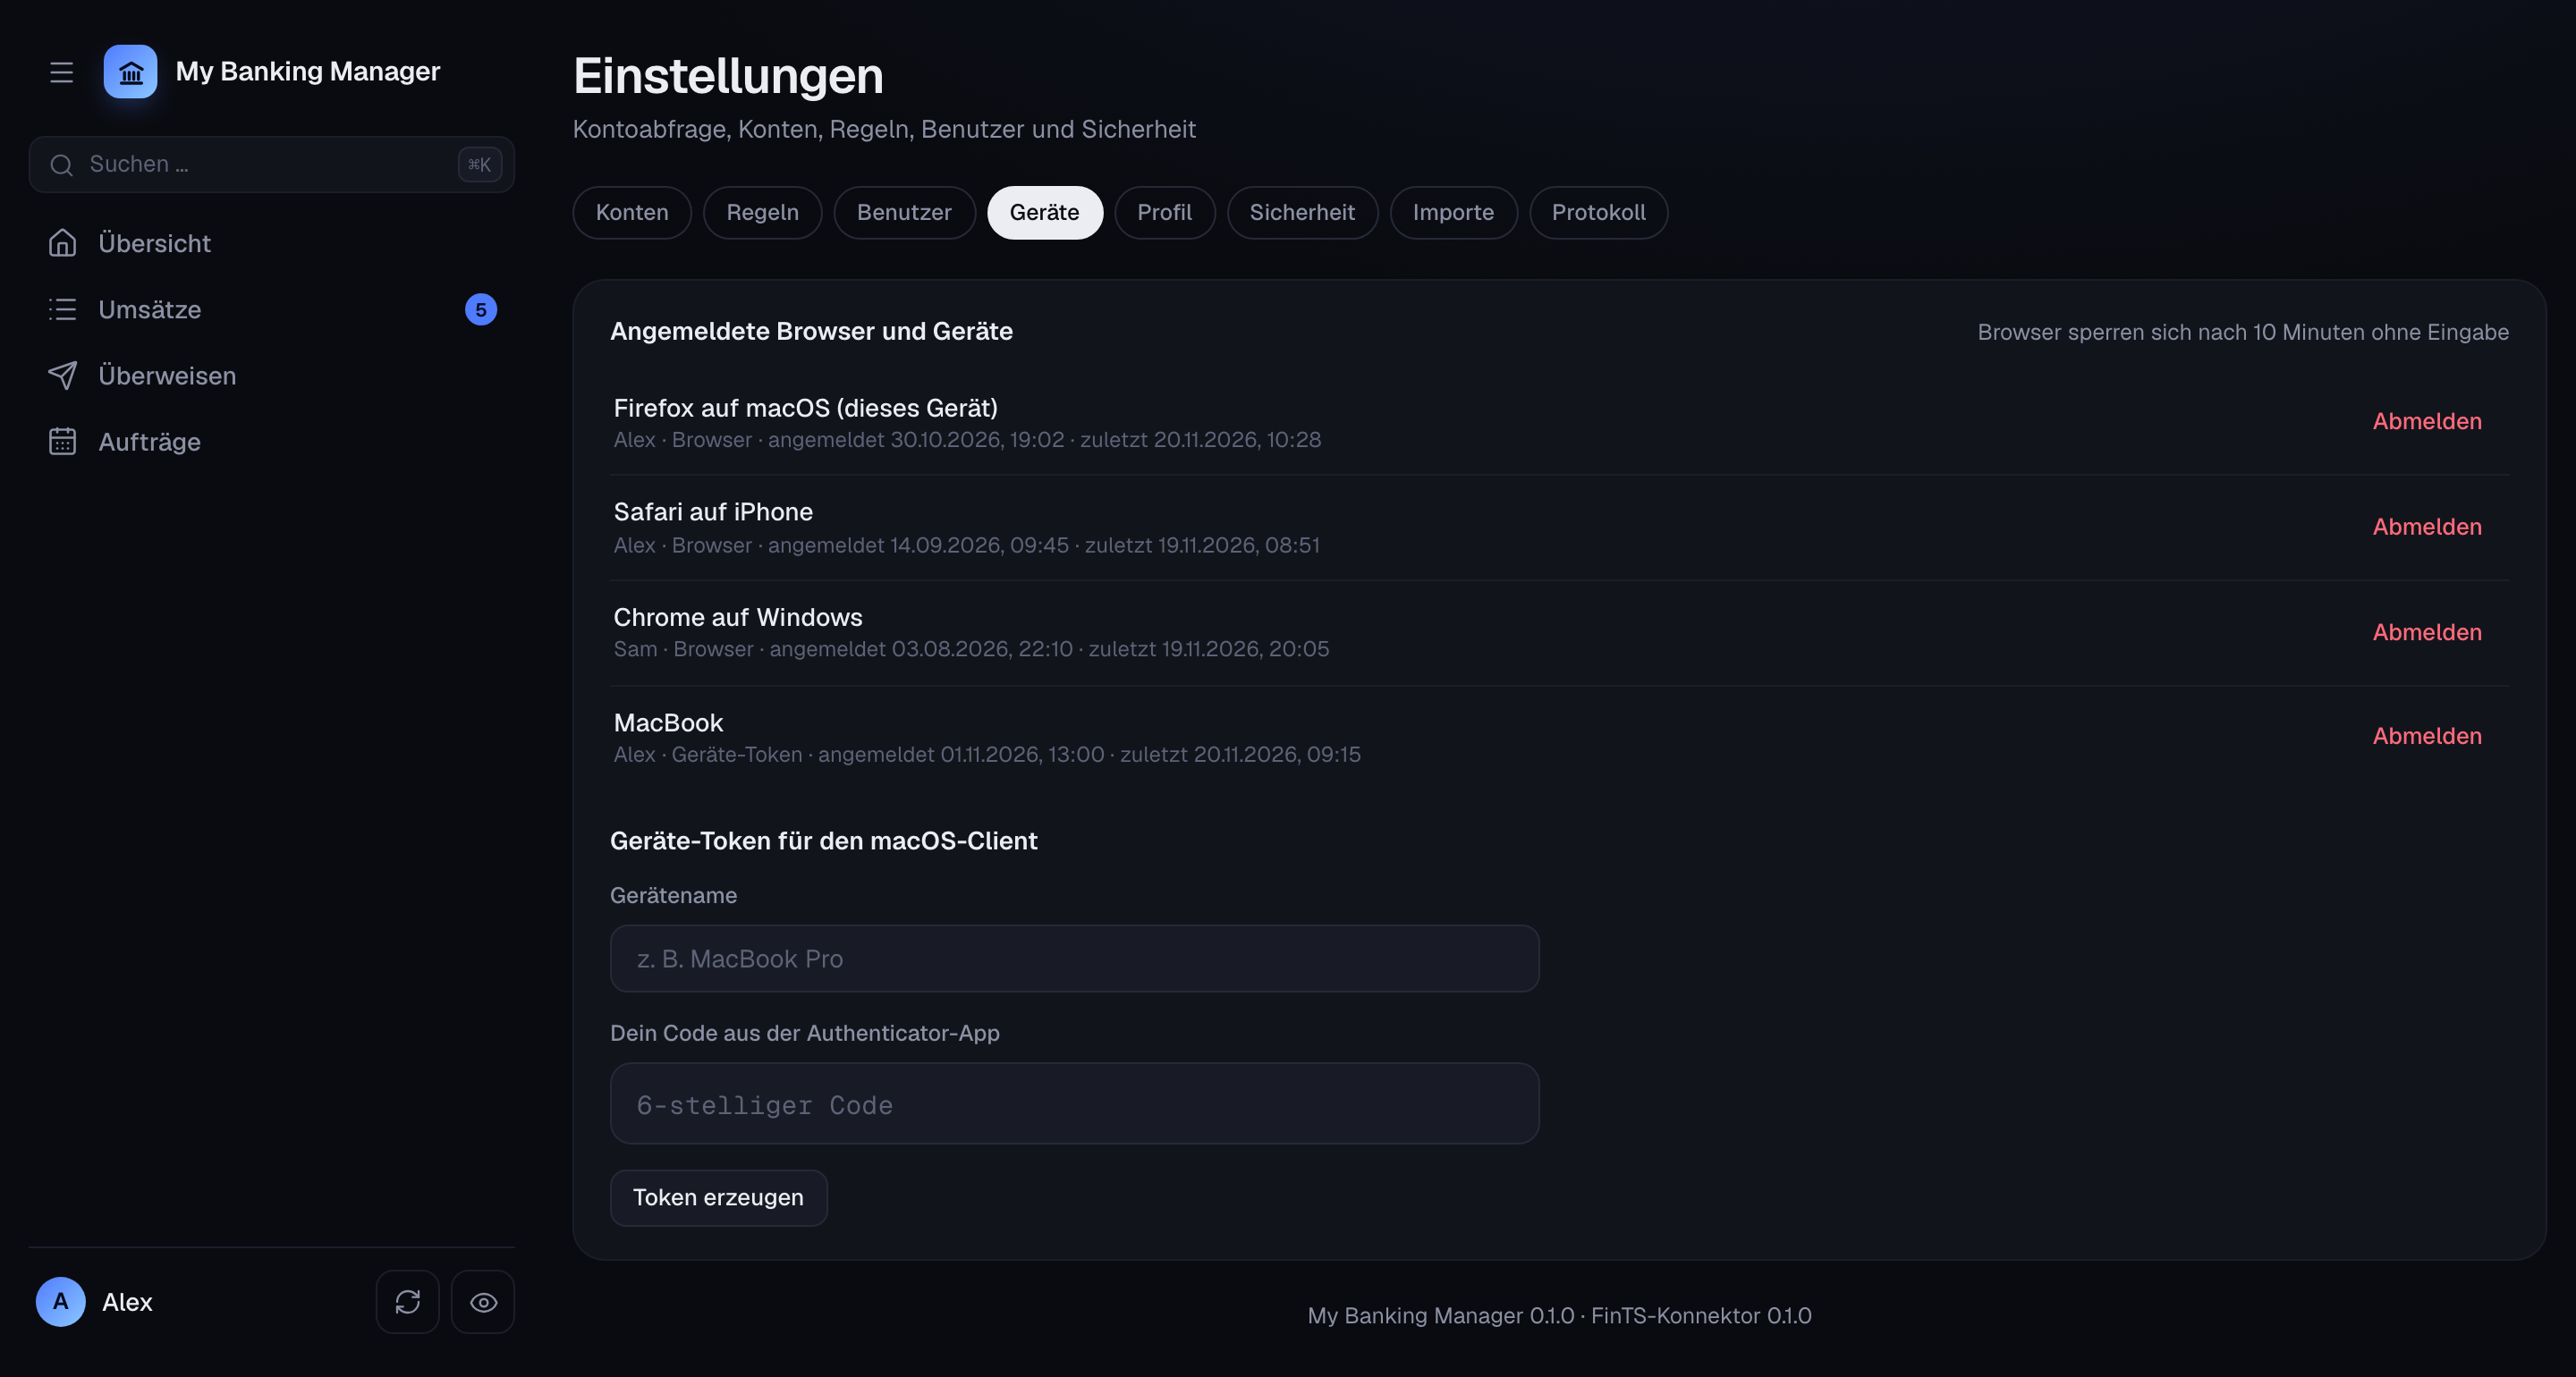 My Banking Manager
Suchen …
⌘K
Übersicht
Umsätze
5
Überweisen
Aufträge
A
Alex
Einstellungen
Kontoabfrage, Konten, Regeln, Benutzer und Sicherheit
Konten
Regeln
Benutzer
Geräte
Profil
Sicherheit
Importe
Protokoll
Angemeldete Browser und Geräte
Browser sperren sich nach 10 Minuten ohne Eingabe
Firefox auf macOS (dieses Gerät)
Alex · Browser · angemeldet 30.10.2026, 19:02 · zuletzt 20.11.2026, 10:28
Abmelden
Safari auf iPhone
Alex · Browser · angemeldet 14.09.2026, 09:45 · zuletzt 19.11.2026, 08:51
Abmelden
Chrome auf Windows
Sam · Browser · angemeldet 03.08.2026, 22:10 · zuletzt 19.11.2026, 20:05
Abmelden
MacBook
Alex · Geräte-Token · angemeldet 01.11.2026, 13:00 · zuletzt 20.11.2026, 09:15
Abmelden
Geräte-Token für den macOS-Client
Gerätename
z. B. MacBook Pro
Dein Code aus der Authenticator-App
6-stelliger Code
Token erzeugen
My Banking Manager 0.1.0 · FinTS-Konnektor 0.1.0